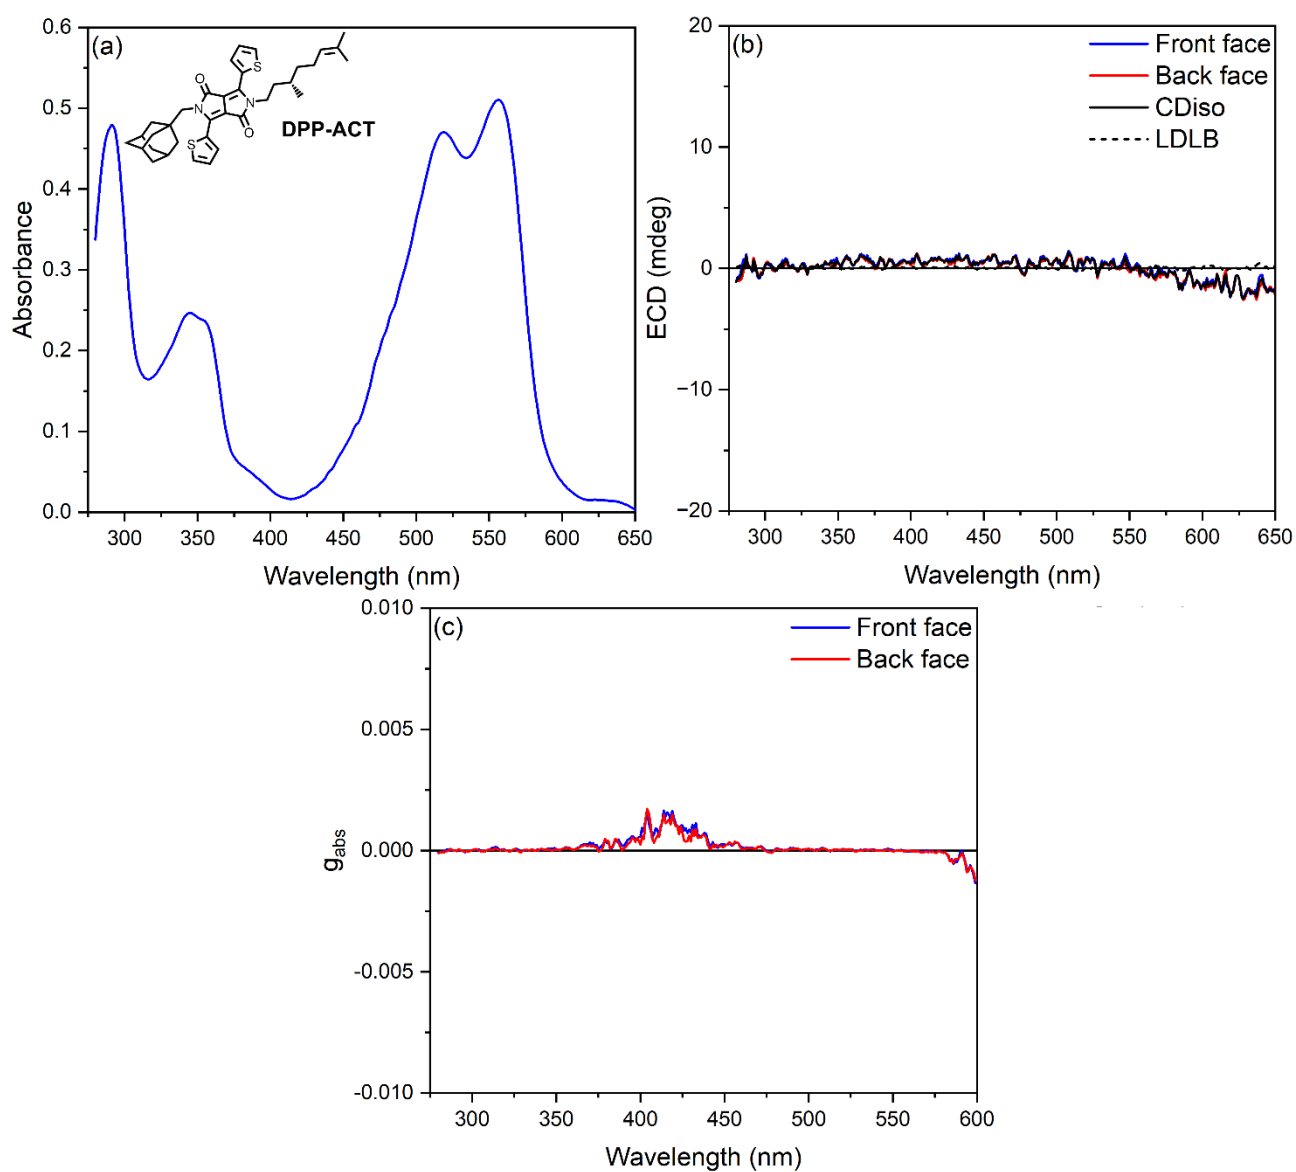 (a)
0.6
0.5
0.4
0.3
0.2
0.1
0.0
Absorbance
300 350 400 450 500 550 600 650
Wavelength (nm)
S
O
N
N
O
S
DPP-ACT
(b)
20
10
0
−10
−20
ECD (mdeg)
Front face
Back face
CDiso
LDLB
300 350 400 450 500 550 600 650
Wavelength (nm)
(c)
0.010
0.005
0.000
-0.005
-0.010
gabs
Front face
Back face
300 350 400 450 500 550 600
Wavelength (nm)